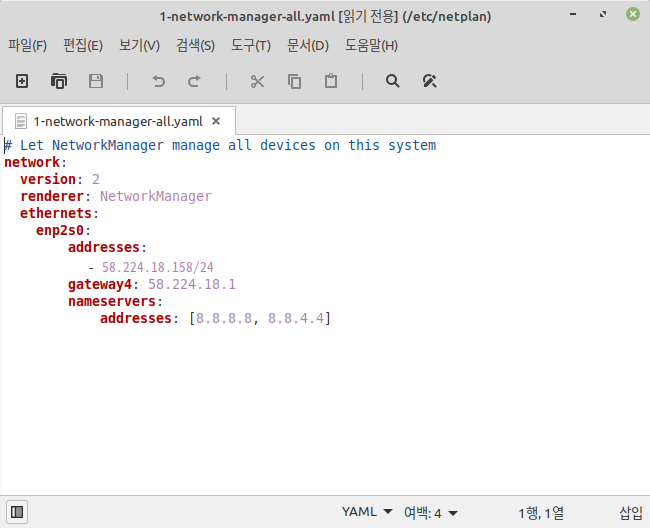 1-network-manager-all.yaml [읽기 전용] (/etc/netplan)
파일(F) 편집(E) 보기(V) 검색(S) 도구(T) 문서(D) 도움말(H)
1-network-manager-all.yaml
# Let NetworkManager manage all devices on this system
network:
  version: 2
  renderer: NetworkManager
  ethernets:
    enp2s0:
        addresses:
          - 58.224.18.158/24
        gateway4: 58.224.18.1
        nameservers:
            addresses: [8.8.8.8, 8.8.4.4]
YAML 여백: 4 1행, 1열 삽입